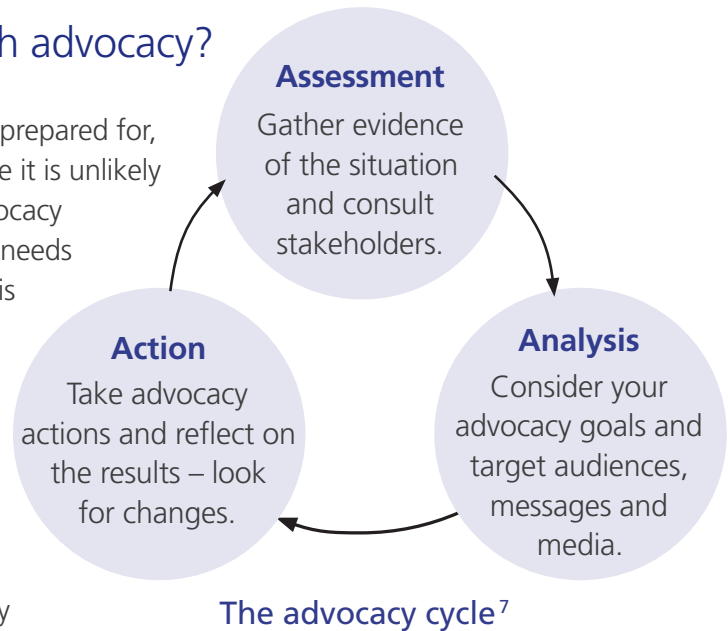 h advocacy?
prepared for,
e it is unlikely
ocacy
needs
is
y
Assessment
Gather evidence
of the situation
and consult
stakeholders.
Analysis
Consider your
advocacy goals and
target audiences,
messages and
media.
Action
Take advocacy
actions and reflect on
the results – look
for changes.
The advocacy cycle⁷